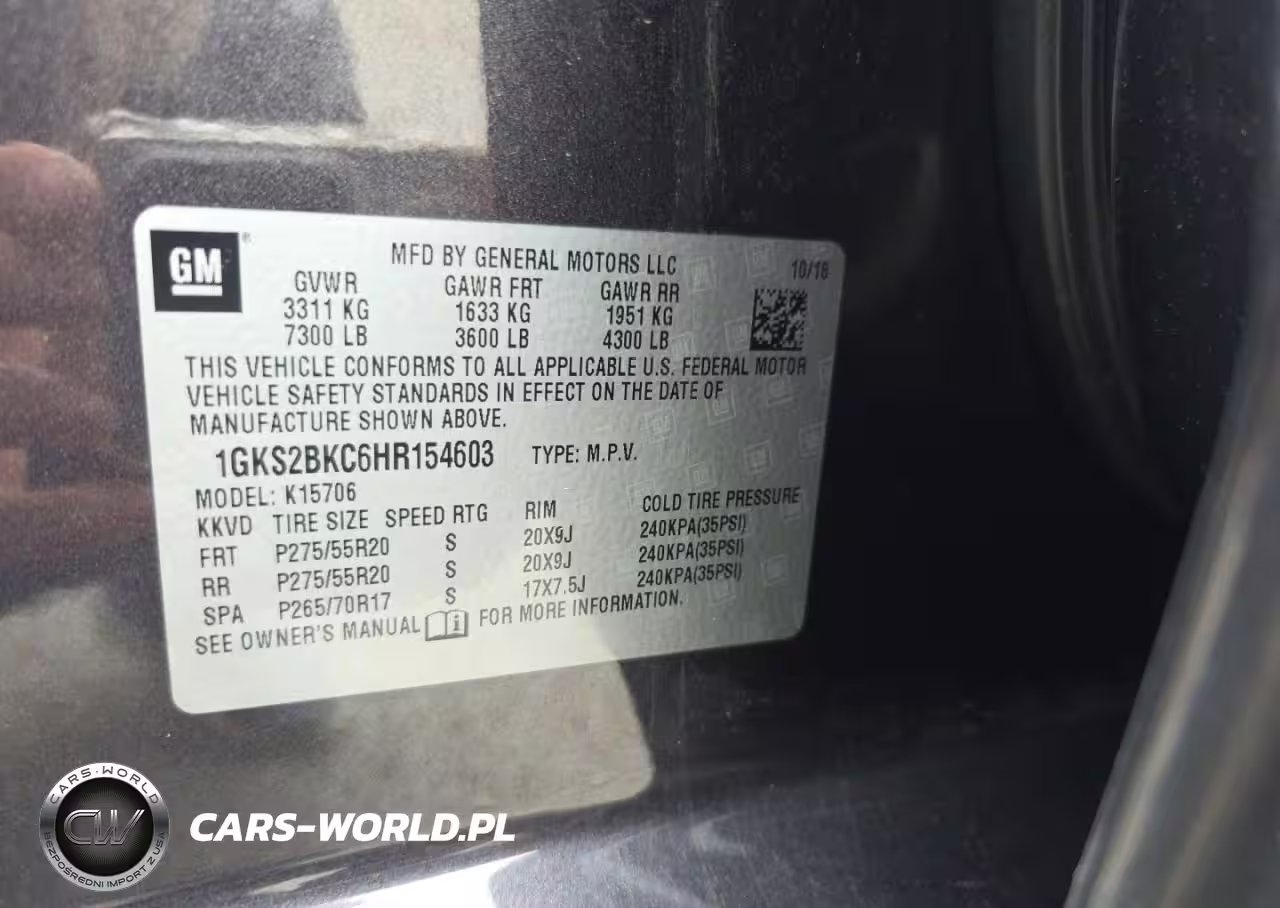 GM
MFD BY GENERAL MOTORS LLC
10/16
GVWR GAWR FRT GAWR RR
3311 KG 1633 KG 1951 KG
7300 LB 3600 LB 4300 LB
THIS VEHICLE CONFORMS TO ALL APPLICABLE U.S. FEDERAL MOTOR
VEHICLE SAFETY STANDARDS IN EFFECT ON THE DATE OF
MANUFACTURE SHOWN ABOVE.
1GKS2BKC6HR154603 TYPE: M.P.V.
MODEL: K15706
KKVD TIRE SIZE SPEED RTG RIM COLD TIRE PRESSURE
FRT P275/55R20 S 20X9J 240KPA(35PSI)
RR P275/55R20 S 20X9J 240KPA(35PSI)
SPA P265/70R17 S 17X7.5J 240KPA(35PSI)
SEE OWNER'S MANUAL FOR MORE INFORMATION.
CARS-WORLD
CW
BEZPOŚREDNI IMPORT Z USA
CARS-WORLD.PL